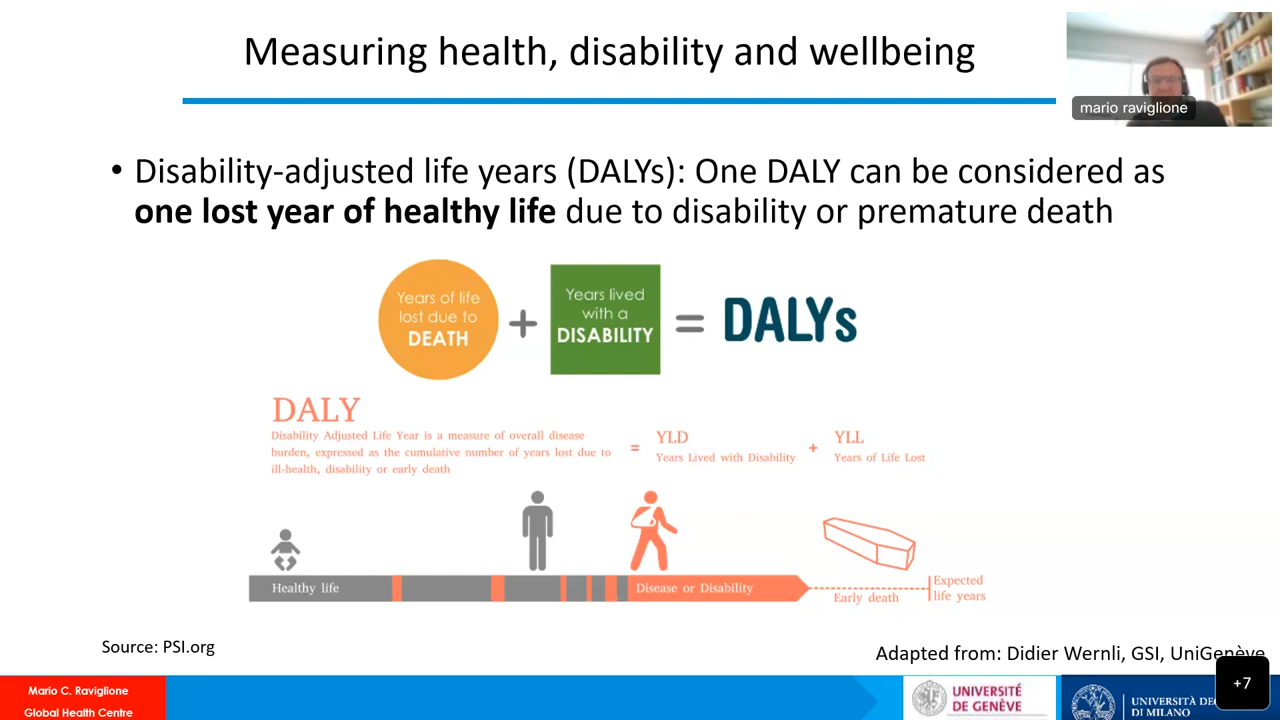 Measuring health, disability and wellbeing
mario raviglione
• Disability-adjusted life years (DALYs): One DALY can be considered as
one lost year of healthy life due to disability or premature death
Years of life
lost due to
DEATH
+
Years lived
with a
DISABILITY
=
DALYs
DALY
Disability Adjusted Life Year is a measure of overall disease
burden, expressed as the cumulative number of years lost due to
ill-health, disability or early death
=
YLD
Years Lived with Disability
+
YLL
Years of Life Lost
Healthy life
Disease or Disability
Early death
Expected
life years
Source: PSI.org
Adapted from: Didier Wernli, GSI, UniGenève
Mario C. Raviglione
Global Health Centre
UNIVERSITÉ
DE GENÈVE
UNIVERSITÀ
DI MILANO
+7